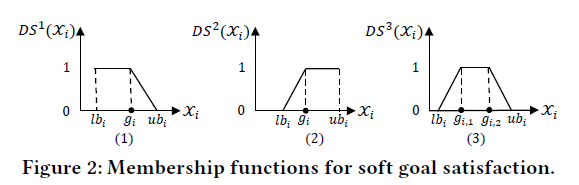 DS¹(𝒳ᵢ) DS²(𝒳ᵢ) DS³(𝒳ᵢ)
1 1 1
0 lbᵢ gᵢ ubᵢ 𝒳ᵢ 0 lbᵢ gᵢ ubᵢ 𝒳ᵢ 0 lbᵢ gᵢ,₁ gᵢ,₂ ubᵢ 𝒳ᵢ
(1) (2) (3)
Figure 2: Membership functions for soft goal satisfaction.